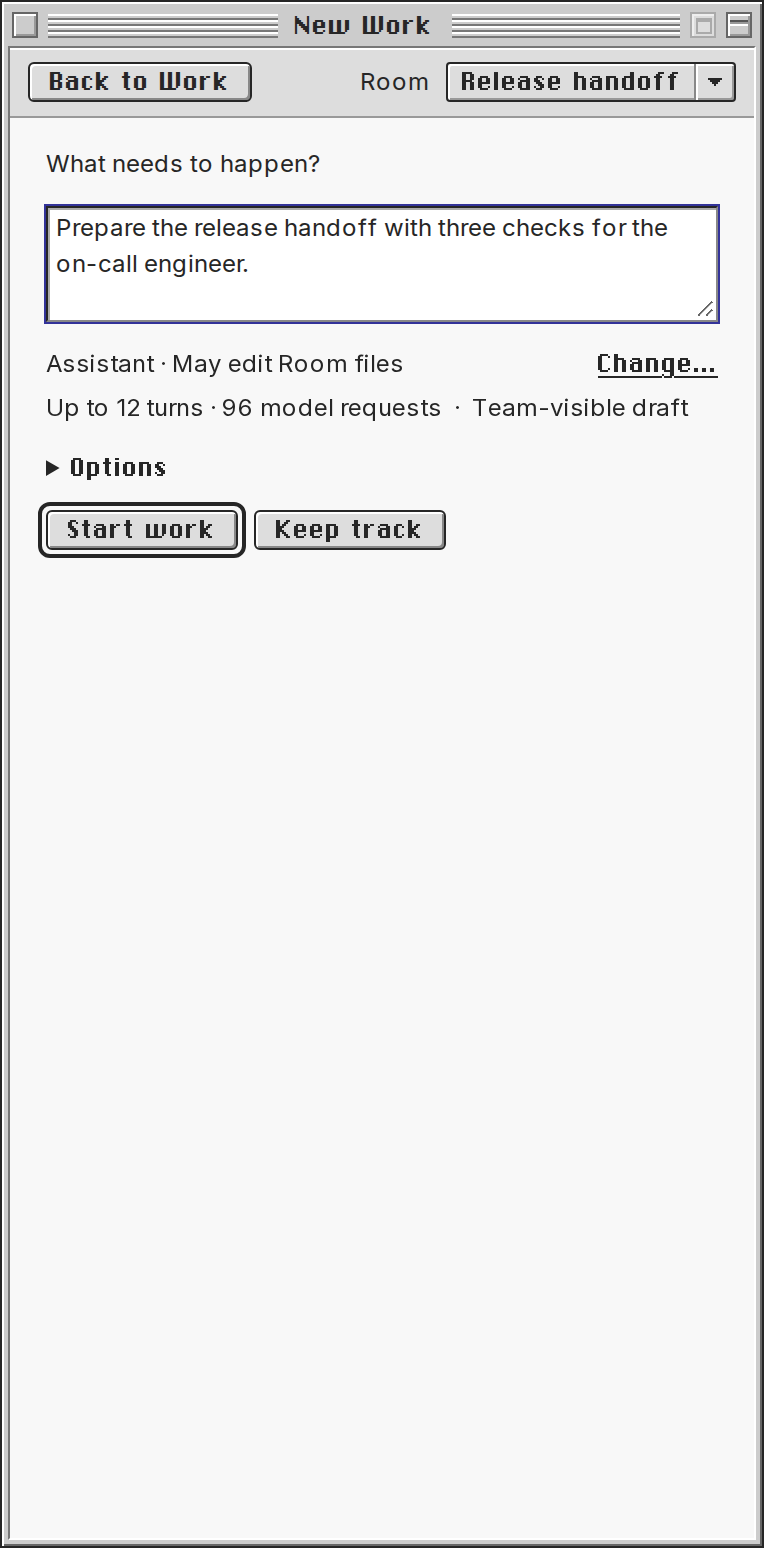 New Work
Back to Work Room Release handoff
What needs to happen?
Prepare the release handoff with three checks for the
on-call engineer.
Assistant · May edit Room files Change...
Up to 12 turns · 96 model requests · Team-visible draft
Options
Start work Keep track